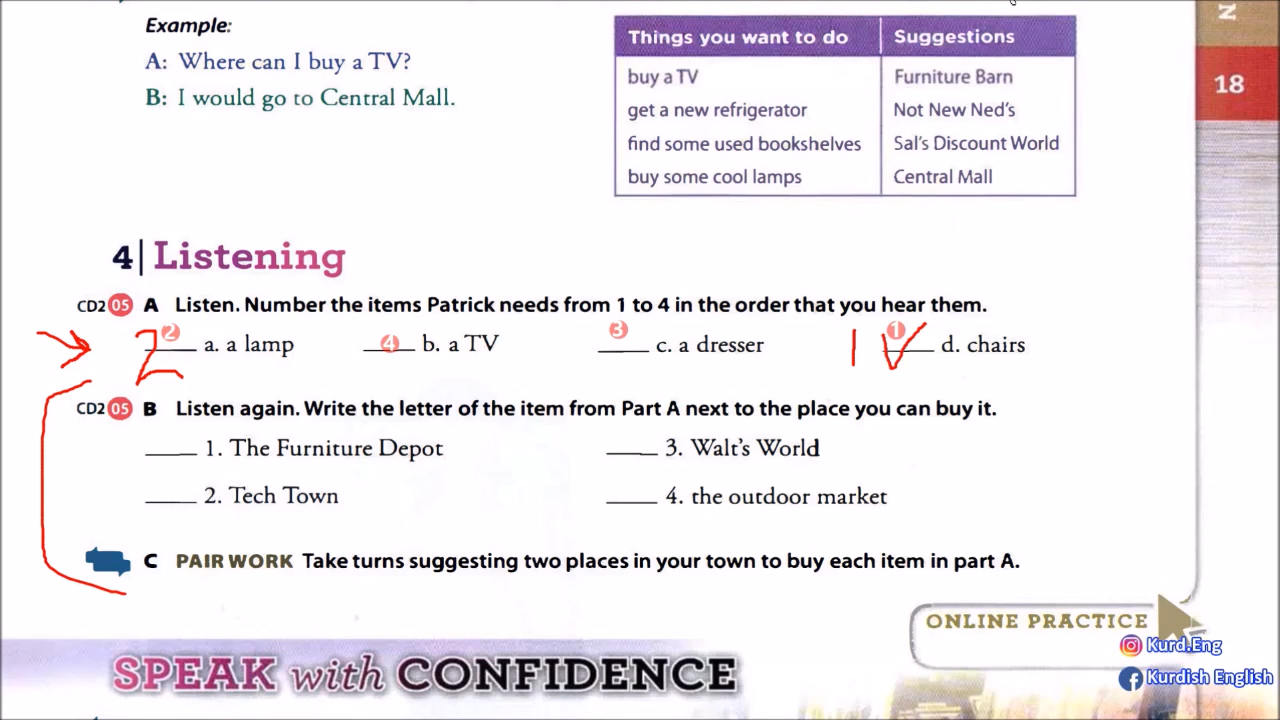 Example:
A: Where can I buy a TV?
B: I would go to Central Mall.
Things you want to do Suggestions
buy a TV Furniture Barn
get a new refrigerator Not New Ned's
find some used bookshelves Sal's Discount World
buy some cool lamps Central Mall
N
18
4 Listening
CD2 05 A Listen. Number the items Patrick needs from 1 to 4 in the order that you hear them.
2 2 a. a lamp 4 b. a TV 3 c. a dresser 1 1 d. chairs
CD2 05 B Listen again. Write the letter of the item from Part A next to the place you can buy it.
1. The Furniture Depot 3. Walt's World
2. Tech Town 4. the outdoor market
C PAIR WORK Take turns suggesting two places in your town to buy each item in part A.
ONLINE PRACTICE
Kurd.Eng
Kurdish English
SPEAK with CONFIDENCE